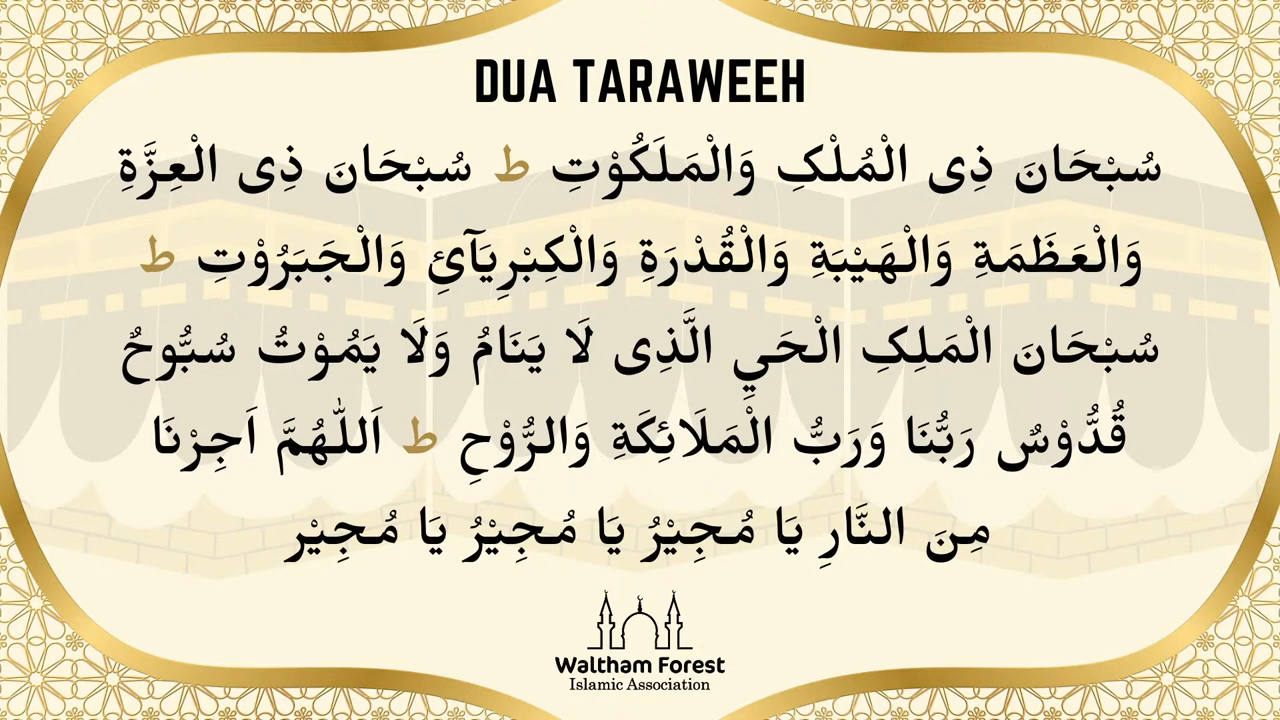 DUA TARAWEEH
سُبْحَانَ ذِی الْمُلْکِ وَالْمَلَکُوْتِ ط سُبْحَانَ ذِی الْعِزَّةِ
وَالْعَظَمَةِ وَالْهَيْبَةِ وَالْقُدْرَةِ وَالْکِبْرِيَآئِ وَالْجَبَرُوْتِ ط
سُبْحَانَ الْمَلِکِ الْحَيِ الَّذِی لَا يَنَامُ وَلَا يَمُوْتُ سُبُّوحٌ
قُدُّوْسٌ رَبُّنَا وَرَبُّ الْمَلَائِکَةِ وَالرُّوْحِ ط اَللّٰهُمَّ اَجِرْنَا
مِنَ النَّارِ يَا مُجِيْرُ يَا مُجِيْرُ يَا مُجِيْر
Waltham Forest
Islamic Association